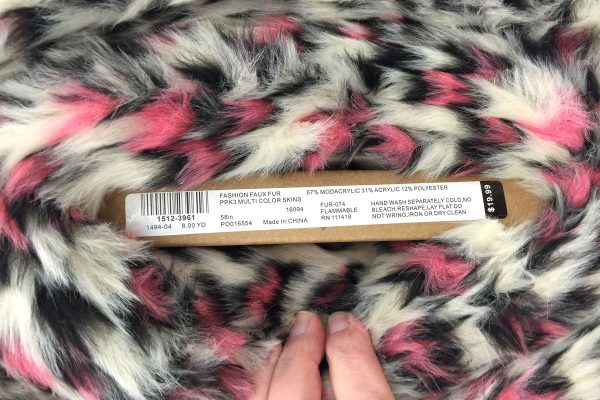 FASHION FAUX FUR
PPK3 MULTI COLOR SKINS
16094
1512-3961
58in
1494-04 8.00 YD
PO016554 Made in:CHINA
57% MODACRYLIC 31% ACRYLIC 12% POLYESTER
FUR-074
FLAMMABLE
RN 111419
HAND WASH SEPARATELY COLD,NO
BLEACH,RESHAPE,LAY FLAT:DO
NOT WRING,IRON OR DRY CLEAN
$19.99